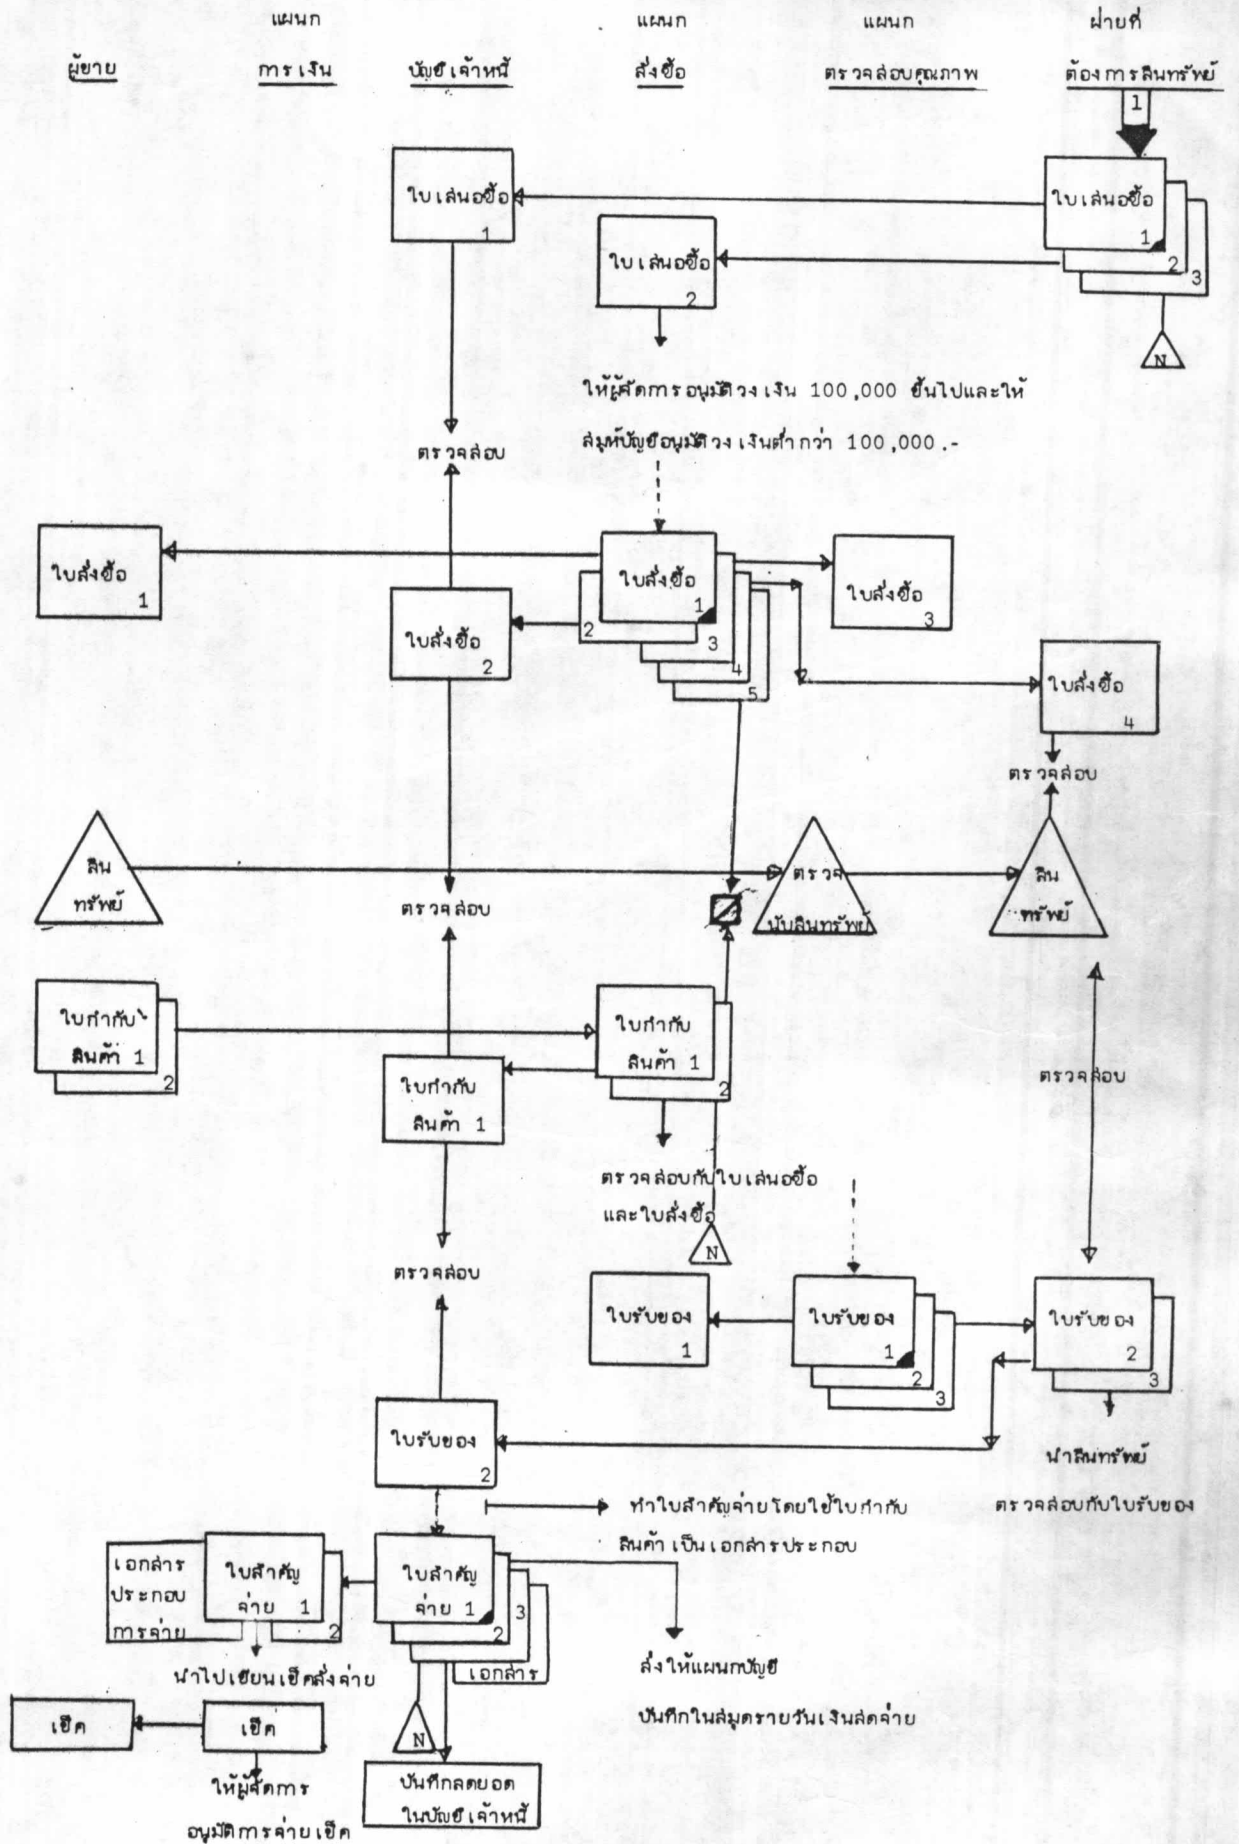 แผนก
แผนก
แผนก
ฝ่ายที่
ผู้ขาย
การเงิน
บัญชีเจ้าหนี้
สั่งซื้อ
ตรวจสอบคุณภาพ
ต้องการสินทรัพย์
1
ใบเสนอซื้อ
1
ใบเสนอซื้อ
1
2
3
ใบเสนอซื้อ
2
N
ให้ผู้จัดการอนุมัติวงเงิน 100,000 ขึ้นไปและให้
สมุห์บัญชีอนุมัติวงเงินต่ำกว่า 100,000.-
ตรวจสอบ
ใบสั่งซื้อ
1
ใบสั่งซื้อ
1
2
3
4
5
ใบสั่งซื้อ
3
ใบสั่งซื้อ
2
ใบสั่งซื้อ
4
ตรวจสอบ
สิน
ทรัพย์
ตรวจสอบ
ตรวจ
นับสินทรัพย์
สิน
ทรัพย์
ใบกำกับ
สินค้า 1
2
ใบกำกับ
สินค้า 1
2
ใบกำกับ
สินค้า 1
ตรวจสอบ
ตรวจสอบกับใบเสนอซื้อ
และใบสั่งซื้อ
N
ตรวจสอบ
ใบรับของ
1
ใบรับของ
1
2
3
ใบรับของ
2
3
ใบรับของ
2
นำสินทรัพย์
ตรวจสอบกับใบรับของ
ทำใบสำคัญจ่ายโดยใช้ใบกำกับ
สินค้าเป็นเอกสารประกอบ
เอกสาร
ประกอบ
การจ่าย
ใบสำคัญ
จ่าย 1
2
ใบสำคัญ
จ่าย 1
2
3
เอกสาร
ส่งให้แผนกบัญชี
บันทึกในสมุดรายวันเงินสดจ่าย
นำไปเขียนเช็คสั่งจ่าย
เช็ค
เช็ค
N
ให้ผู้จัดการ
อนุมัติการจ่ายเช็ค
บันทึกลดยอด
ในบัญชีเจ้าหนี้